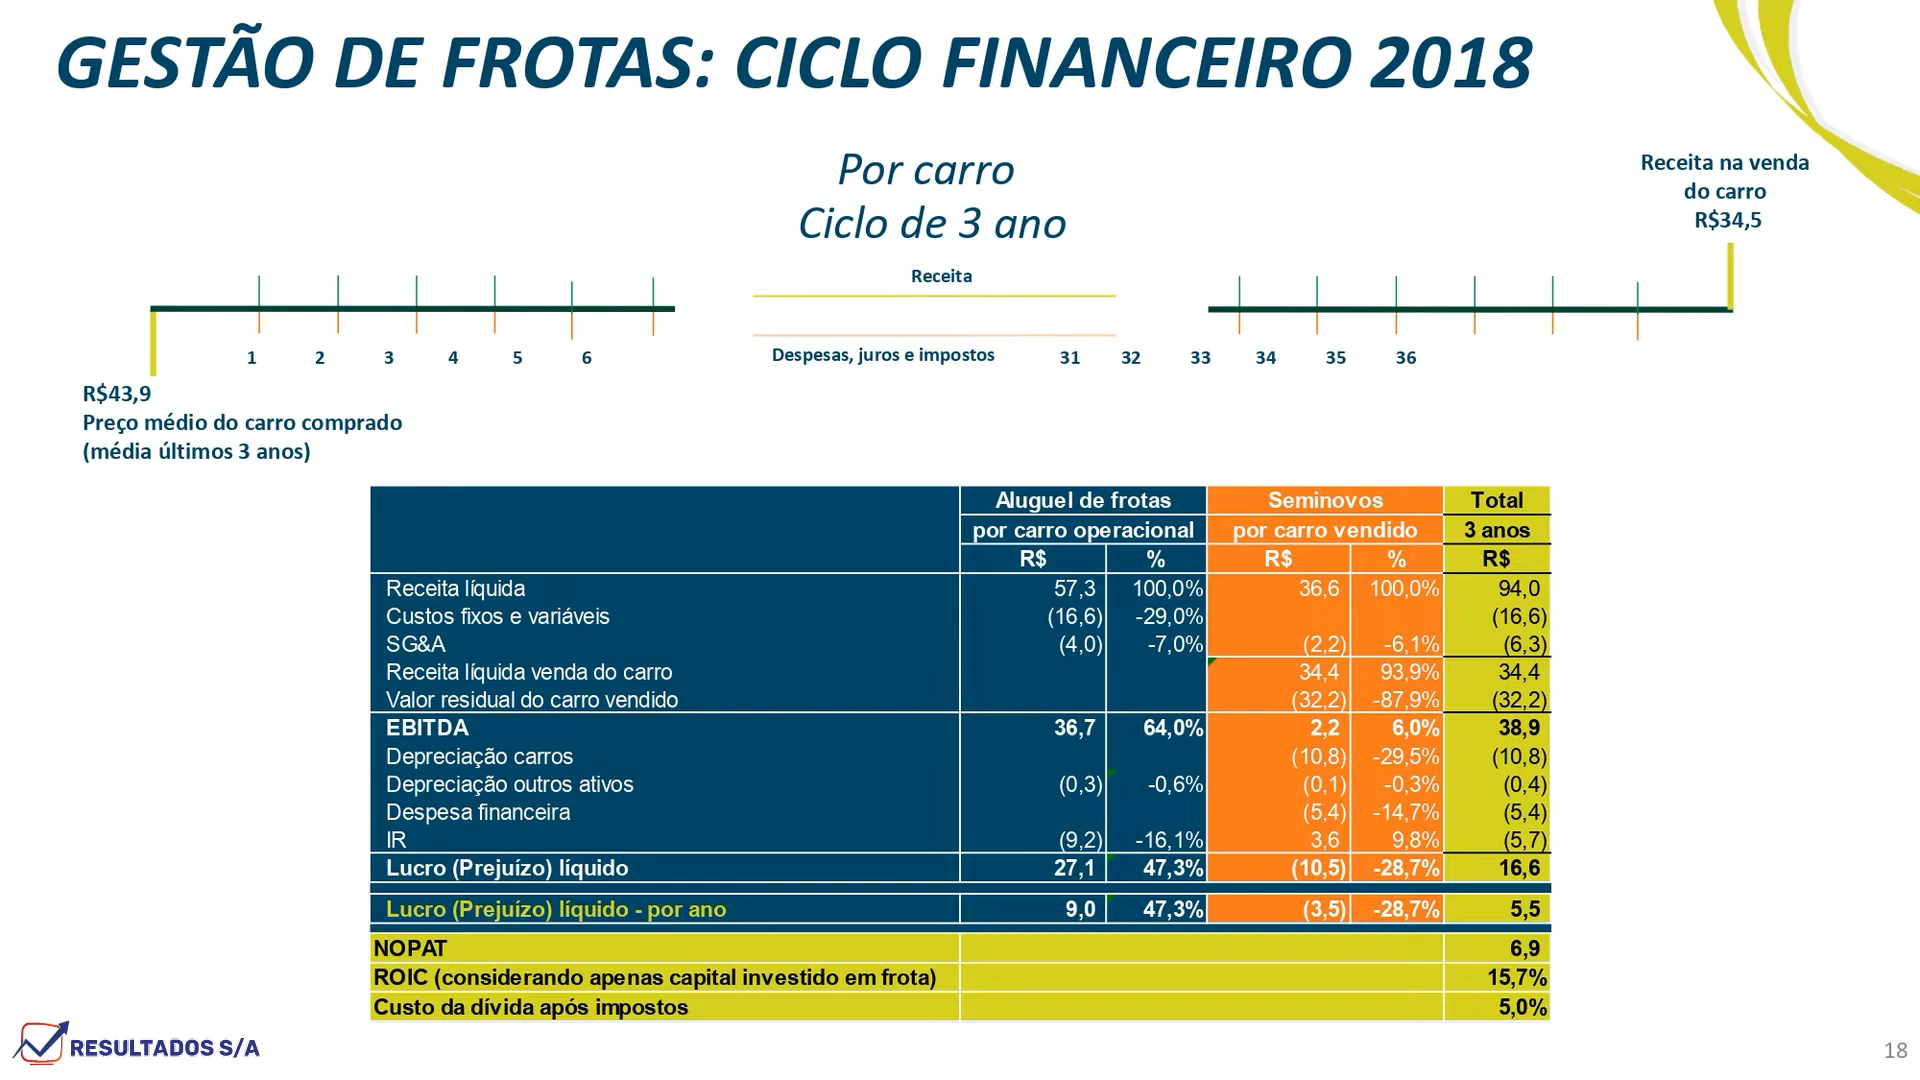 GESTÃO DE FROTAS: CICLO FINANCEIRO 2018
Por carro
Ciclo de 3 ano
Receita na venda
do carro
R$34,5
Receita
Despesas, juros e impostos
1 2 3 4 5 6 31 32 33 34 35 36
R$43,9
Preço médio do carro comprado
(média últimos 3 anos)
Aluguel de frotas Seminovos Total
por carro operacional por carro vendido 3 anos
R$ % R$ % R$
Receita líquida 57,3 100,0% 36,6 100,0% 94,0
Custos fixos e variáveis (16,6) -29,0% (16,6)
SG&A (4,0) -7,0% (2,2) -6,1% (6,3)
Receita líquida venda do carro 34,4 93,9% 34,4
Valor residual do carro vendido (32,2) -87,9% (32,2)
EBITDA 36,7 64,0% 2,2 6,0% 38,9
Depreciação carros (10,8) -29,5% (10,8)
Depreciação outros ativos (0,3) -0,6% (0,1) -0,3% (0,4)
Despesa financeira (5,4) -14,7% (5,4)
IR (9,2) -16,1% 3,6 9,8% (5,7)
Lucro (Prejuízo) líquido 27,1 47,3% (10,5) -28,7% 16,6
Lucro (Prejuízo) líquido - por ano 9,0 47,3% (3,5) -28,7% 5,5
NOPAT 6,9
ROIC (considerando apenas capital investido em frota) 15,7%
Custo da dívida após impostos 5,0%
RESULTADOS S/A
18